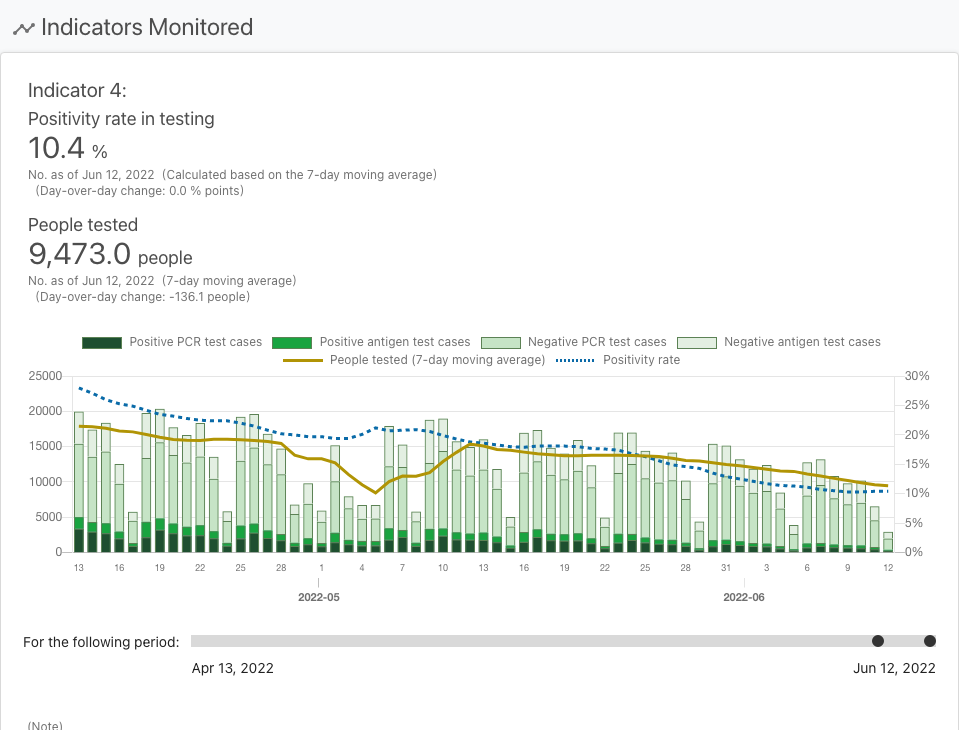 Indicators Monitored
Indicator 4:
Positivity rate in testing
10.4 %
No. as of Jun 12, 2022 (Calculated based on the 7-day moving average)
(Day-over-day change: 0.0 % points)
People tested
9,473.0 people
No. as of Jun 12, 2022 (7-day moving average)
(Day-over-day change: -136.1 people)
Positive PCR test cases Positive antigen test cases Negative PCR test cases Negative antigen test cases
People tested (7-day moving average) Positivity rate
25000 30%
25%
20000
20%
15000
15%
10000
10%
5000
5%
0 0%
13 16 19 22 25 28 1 4 7 10 13 16 19 22 25 28 31 3 6 9 12
2022-05 2022-06
For the following period:
Apr 13, 2022 Jun 12, 2022
(Note)